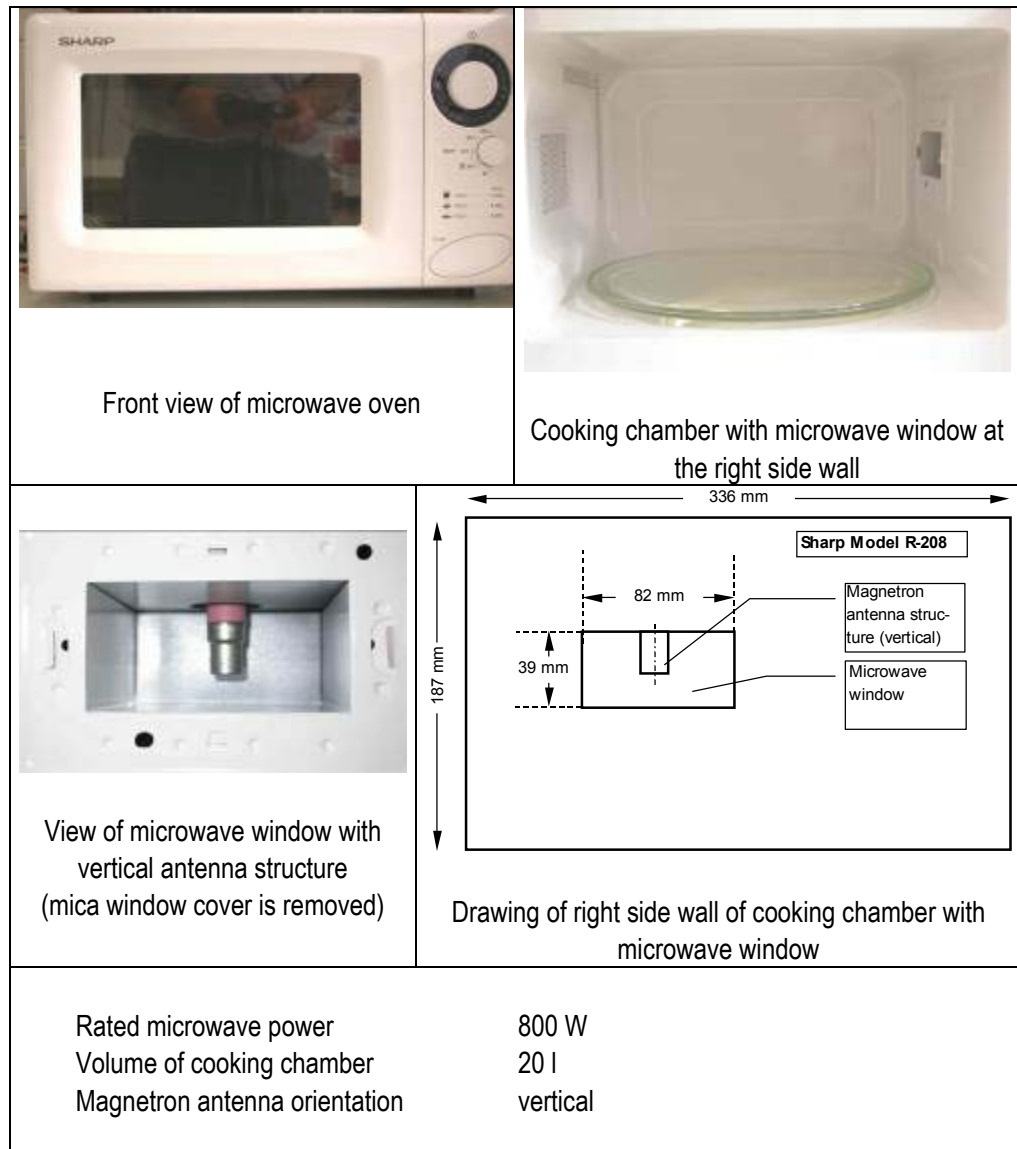 SHARP
Front view of microwave oven
Cooking chamber with microwave window at
the right side wall
View of microwave window with
vertical antenna structure
(mica window cover is removed)
336 mm
Sharp Model R-208
82 mm
Magnetron
antenna struc-
ture (vertical)
39 mm
187 mm
Microwave
window
Drawing of right side wall of cooking chamber with
microwave window
Rated microwave power 800 W
Volume of cooking chamber 20 l
Magnetron antenna orientation vertical